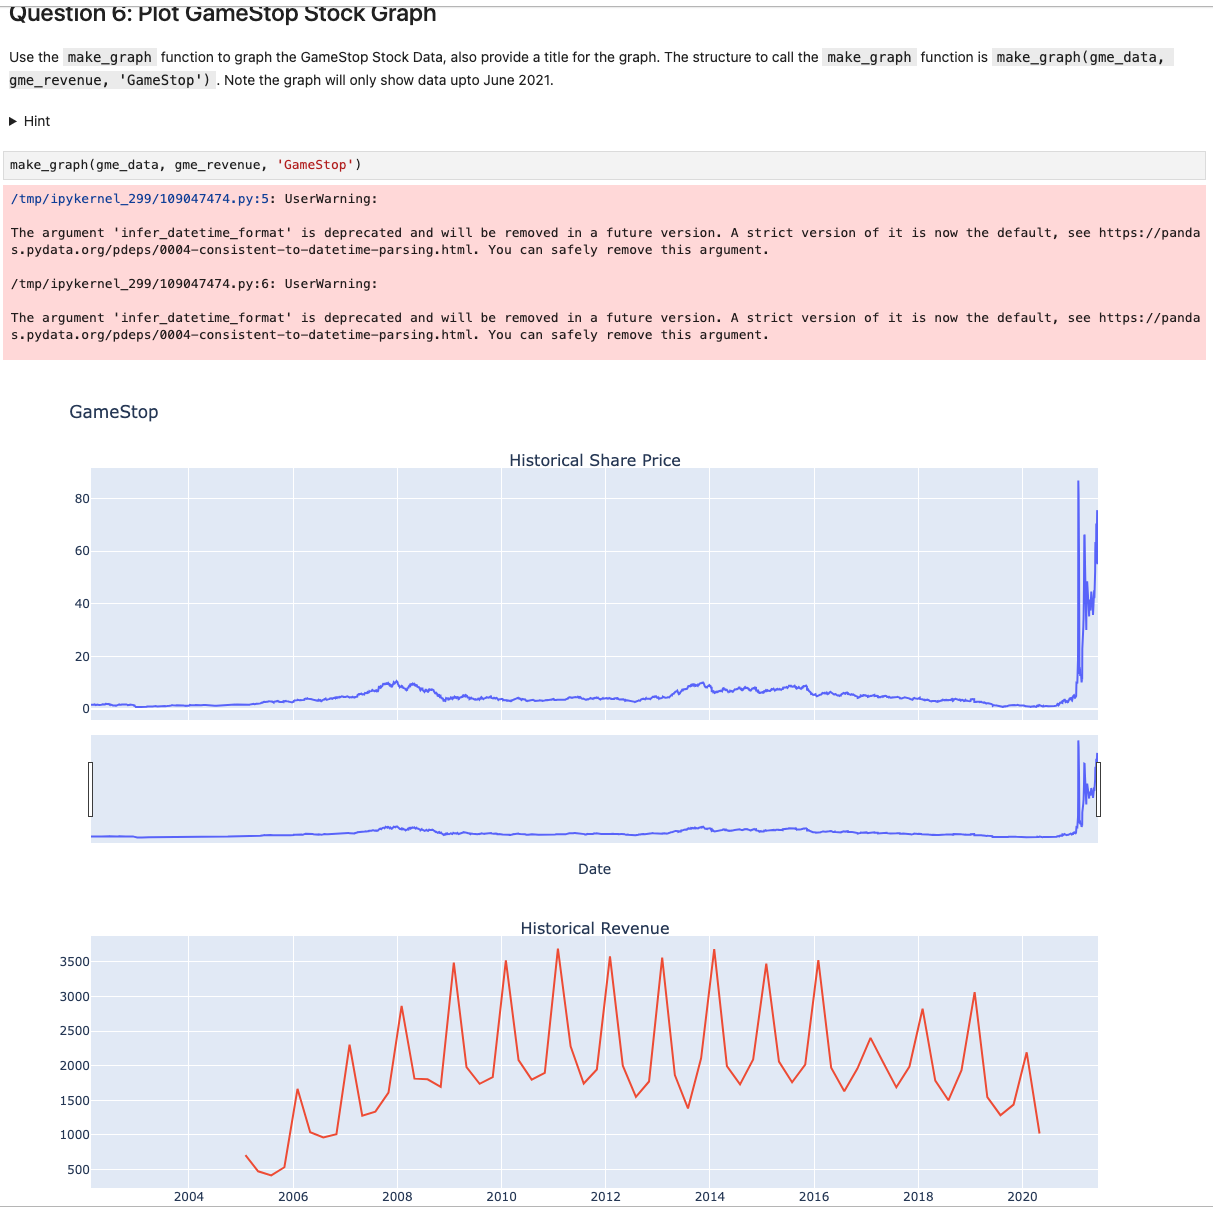 Question 6: Plot GameStop Stock Graph
Use the make_graph function to graph the GameStop Stock Data, also provide a title for the graph. The structure to call the make_graph function is make_graph(gme_data,
gme_revenue, 'GameStop') . Note the graph will only show data upto June 2021.
Hint
make_graph(gme_data, gme_revenue, 'GameStop')
/tmp/ipykernel_299/109047474.py:5: UserWarning:
The argument 'infer_datetime_format' is deprecated and will be removed in a future version. A strict version of it is now the default, see https://panda
s.pydata.org/pdeps/0004-consistent-to-datetime-parsing.html. You can safely remove this argument.
/tmp/ipykernel_299/109047474.py:6: UserWarning:
The argument 'infer_datetime_format' is deprecated and will be removed in a future version. A strict version of it is now the default, see https://panda
s.pydata.org/pdeps/0004-consistent-to-datetime-parsing.html. You can safely remove this argument.
GameStop
Historical Share Price
80
60
40
20
0
Date
Historical Revenue
3500
3000
2500
2000
1500
1000
500
2004 2006 2008 2010 2012 2014 2016 2018 2020